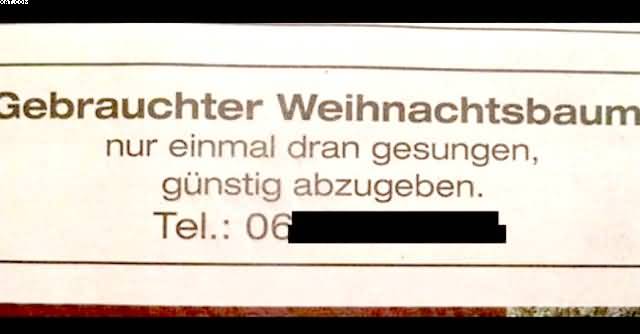 Gebrauchter Weihnachtsbaum
nur einmal dran gesungen,
günstig abzugeben.
Tel.: 06